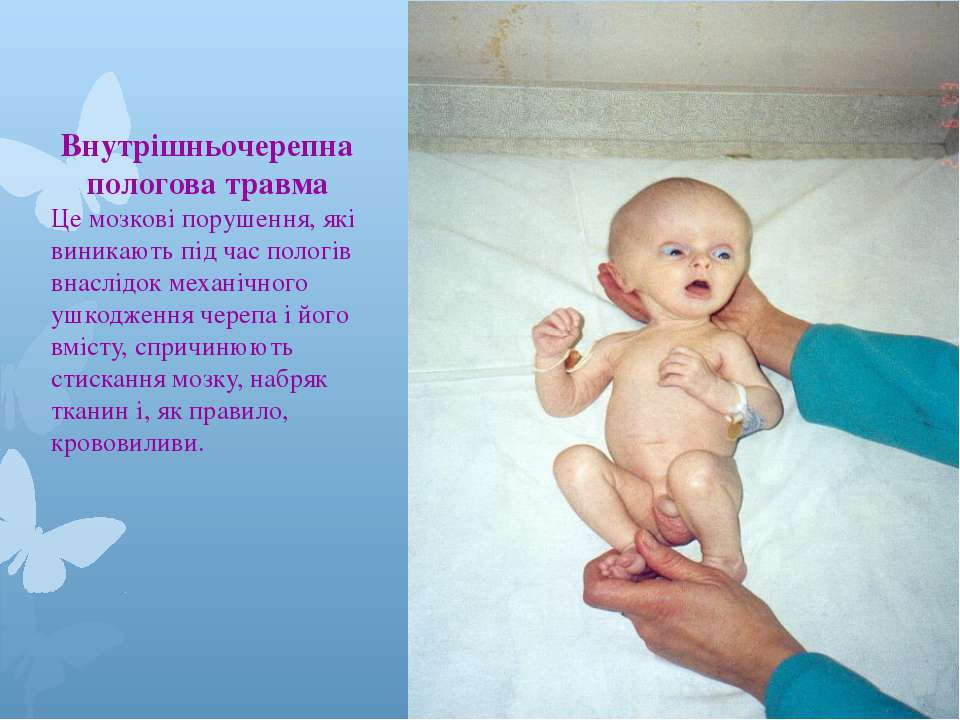 Внутрішньочерепна
пологова травма
Це мозкові порушення, які
виникають під час пологів
внаслідок механічного
ушкодження черепа і його
вмісту, спричинюють
стискання мозку, набряк
тканин і, як правило,
крововиливи.